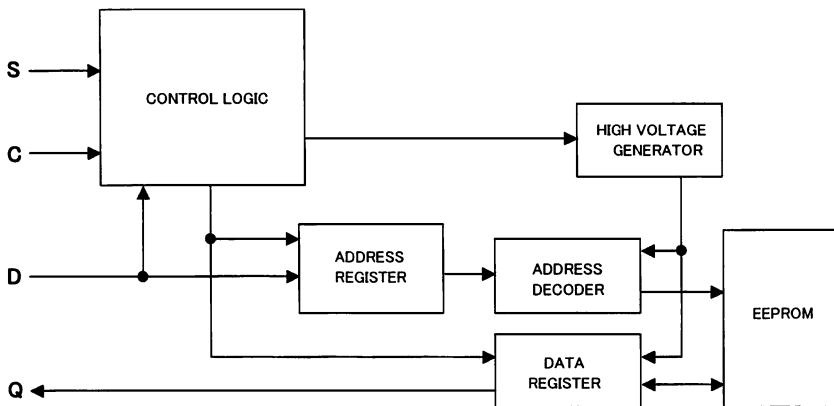 S
CONTROL LOGIC
HIGH VOLTAGE
GENERATOR
C
ADDRESS
REGISTER
ADDRESS
DECODER
D
EEPROM
DATA
REGISTER
Q